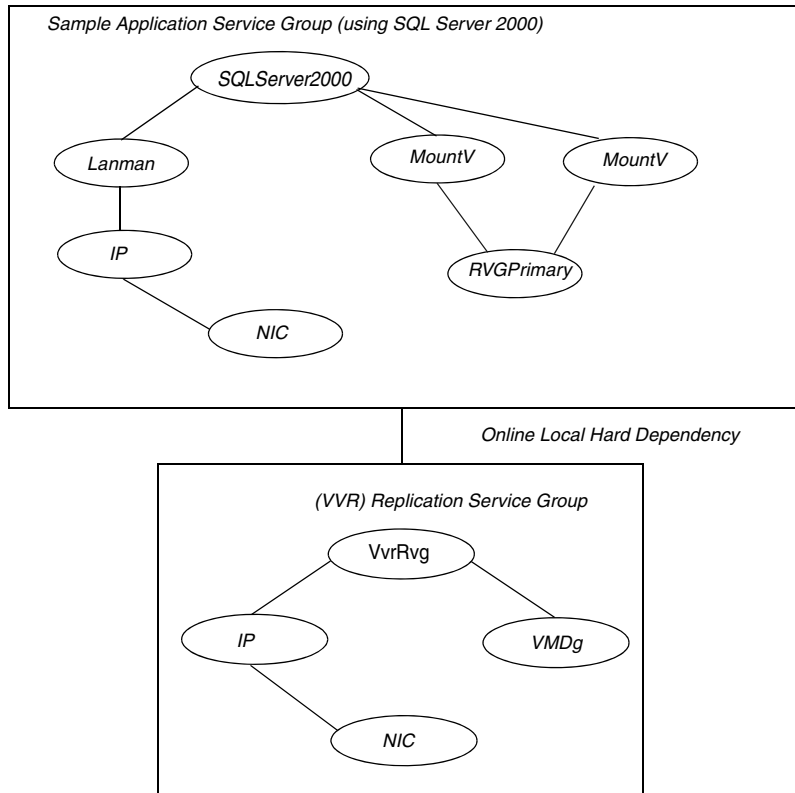 Sample Application Service Group (using SQL Server 2000)
SQLServer2000
Lanman
MountV
MountV
IP
RVGPrimary
NIC
Online Local Hard Dependency
(VVR) Replication Service Group
VvrRvg
IP
VMDg
NIC